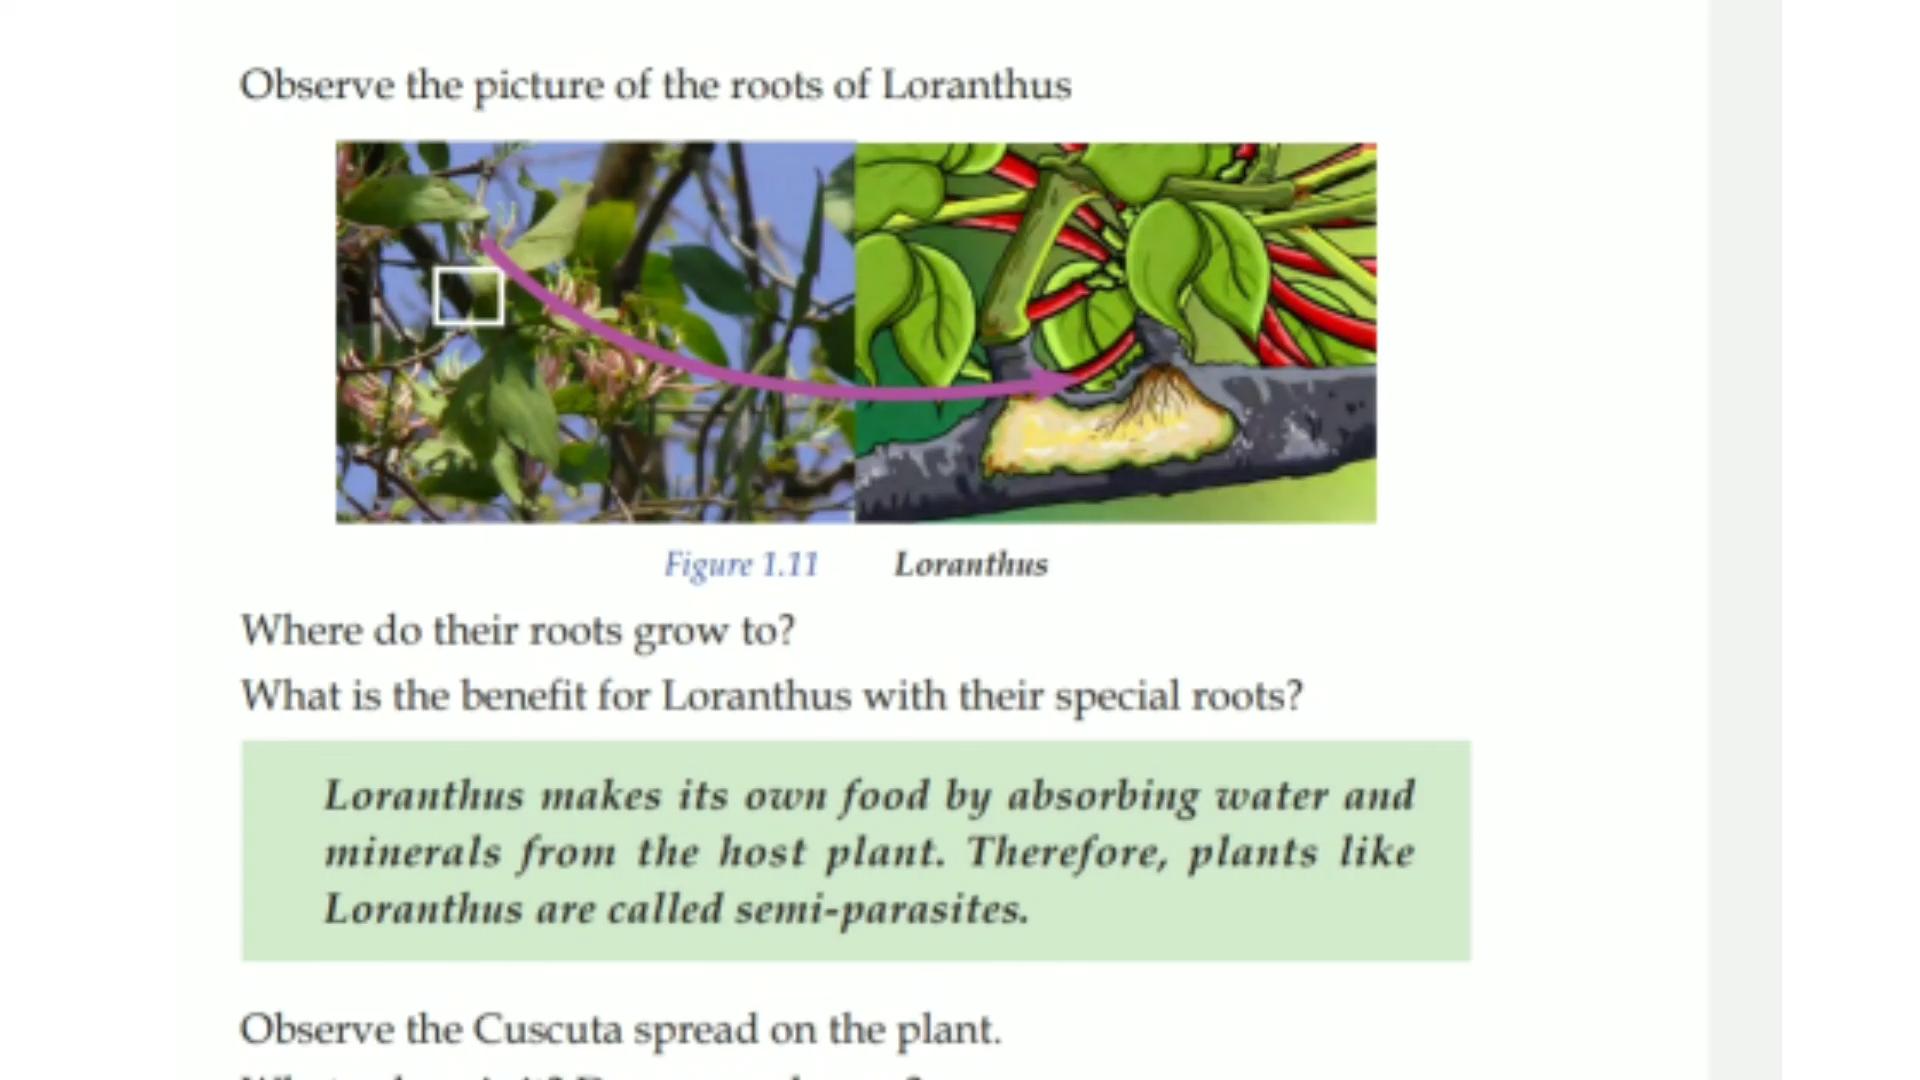 Observe the picture of the roots of Loranthus
Figure 1.11 Loranthus
Where do their roots grow to?
What is the benefit for Loranthus with their special roots?
Loranthus makes its own food by absorbing water and
minerals from the host plant. Therefore, plants like
Loranthus are called semi-parasites.
Observe the Cuscuta spread on the plant.